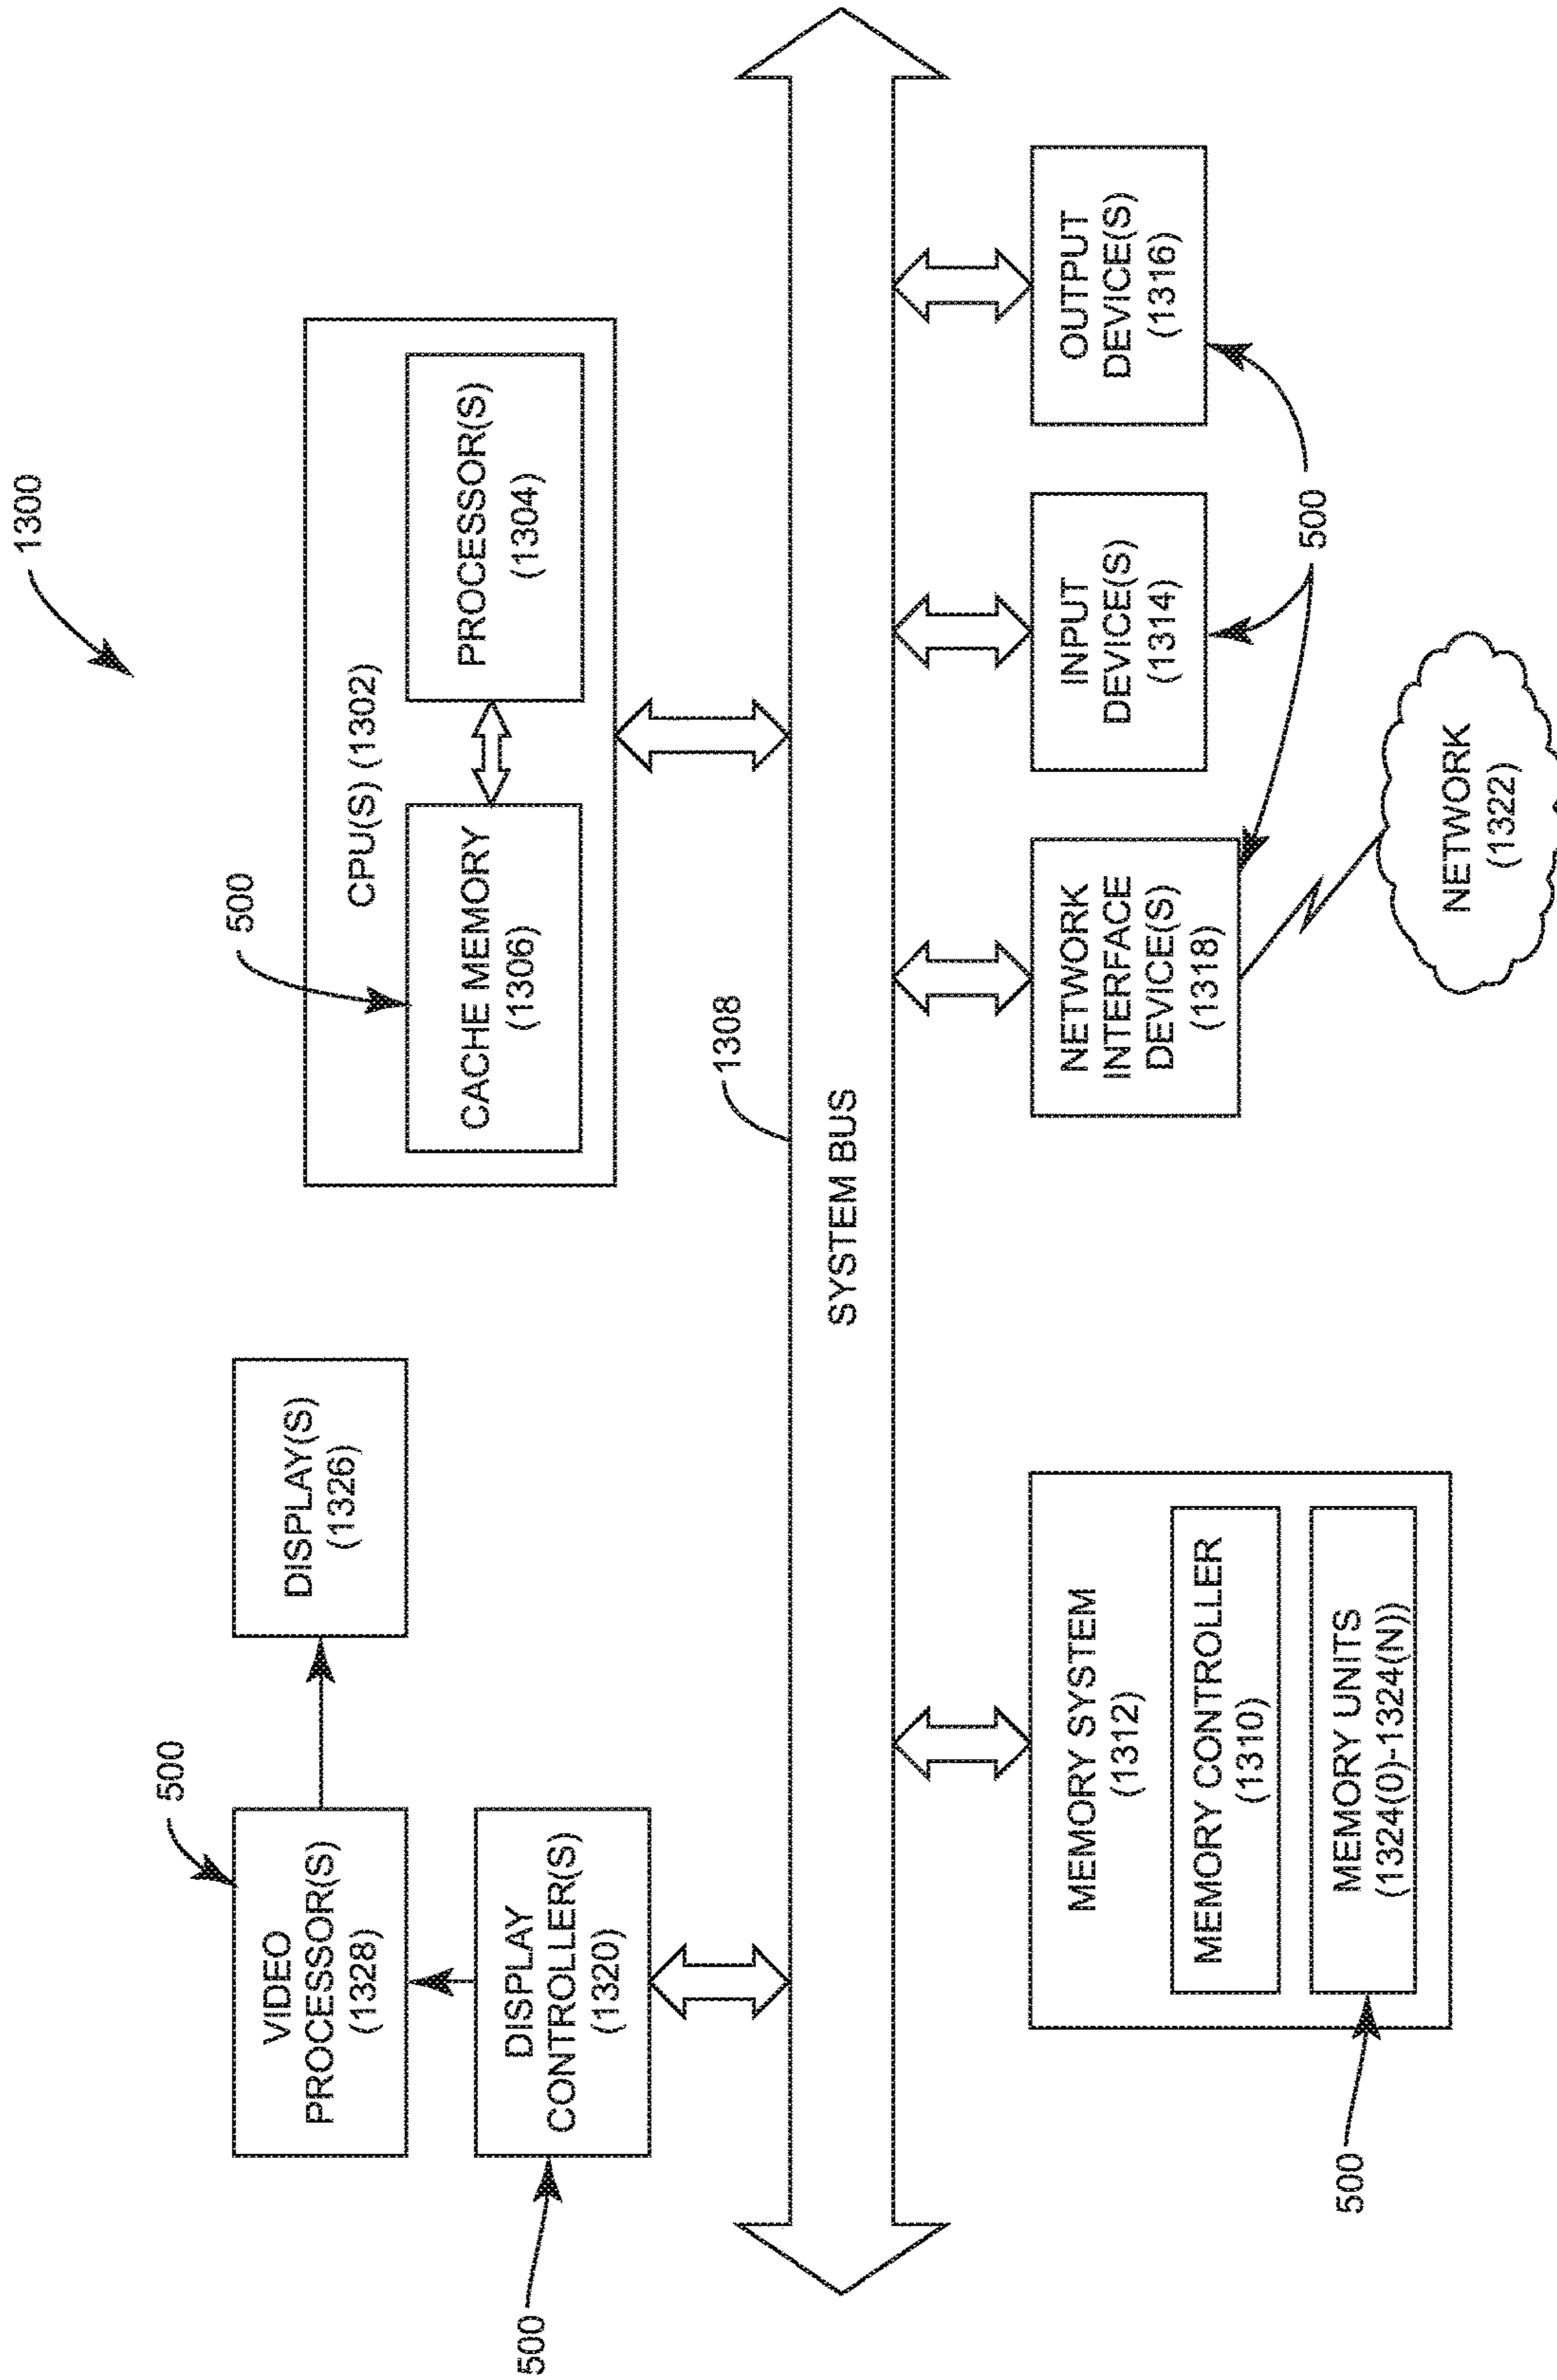 1300
500
CPU(S) (1302)
CACHE MEMORY
(1306)
PROCESSOR(S)
(1304)
500
VIDEO
PROCESSOR(S)
(1328)
DISPLAY(S)
(1326)
500
DISPLAY
CONTROLLER(S)
(1320)
1308
SYSTEM BUS
MEMORY SYSTEM
(1312)
MEMORY CONTROLLER
(1310)
500
MEMORY UNITS
(1324(0)-1324(N))
NETWORK
INTERFACE
DEVICE(S)
(1318)
INPUT
DEVICE(S)
(1314)
OUTPUT
DEVICE(S)
(1316)
500
NETWORK
(1322)